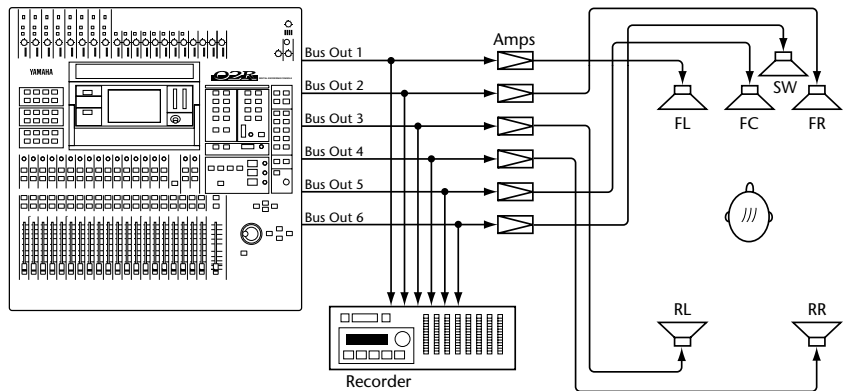 Bus Out 1
Bus Out 2
Bus Out 3
Bus Out 4
Bus Out 5
Bus Out 6
Amps
SW
FL
FC
FR
RL
RR
Recorder
YAMAHA
02R